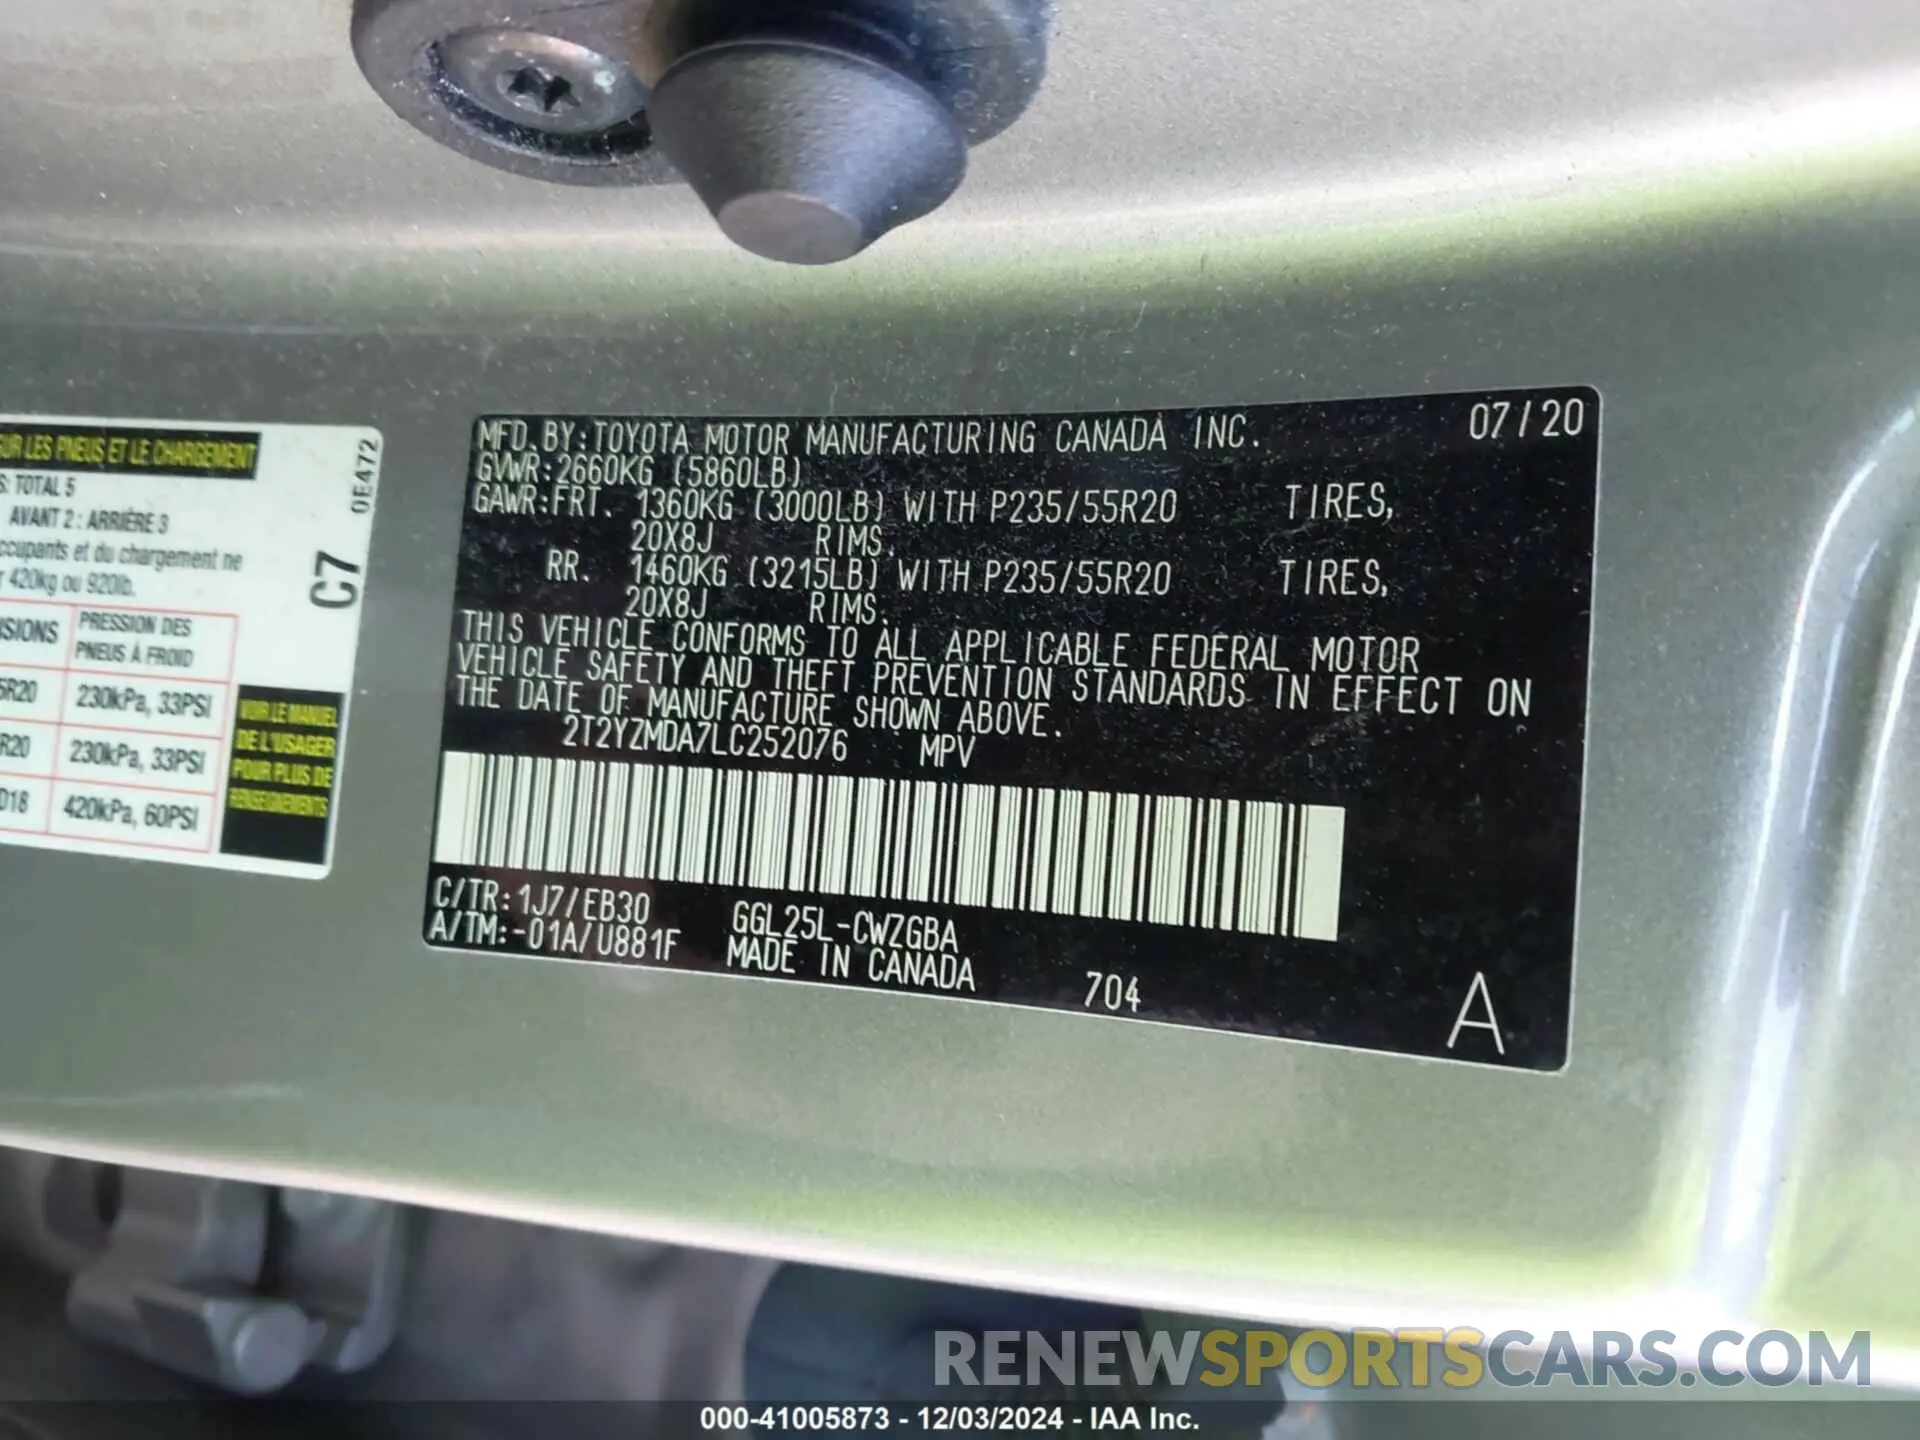 SUR LES PNEUS ET LE CHARGEMENT
S: TOTAL 5
AVANT 2 : ARRIÈRE 3
occupants et du chargement ne
r 420kg ou 920lb.
PRESSION DES
PNEUS À FROID
5R20 230kPa, 33PSI
R20 230kPa, 33PSI
D18 420kPa, 60PSI
VOIR LE MANUEL
DE L'USAGER
POUR PLUS DE
RENSEIGNEMENTS
0E472
C7
MFD. BY: TOYOTA MOTOR MANUFACTURING CANADA INC. 07/20
GVWR: 2660KG (5860LB)
GAWR: FRT. 1360KG (3000LB) WITH P235/55R20 TIRES,
20X8J RIMS.
RR. 1460KG (3215LB) WITH P235/55R20 TIRES,
20X8J RIMS.
THIS VEHICLE CONFORMS TO ALL APPLICABLE FEDERAL MOTOR
VEHICLE SAFETY AND THEFT PREVENTION STANDARDS IN EFFECT ON
THE DATE OF MANUFACTURE SHOWN ABOVE.
2T2YZMDA7LC252076 MPV
C/TR: 1J7//EB30 GGL25L-CWZGBA
A/TM: -01A/U881F MADE IN CANADA 704
A
RENEWSPORTSCARS.COM
000-41005873 - 12/03/2024 - IAA Inc.